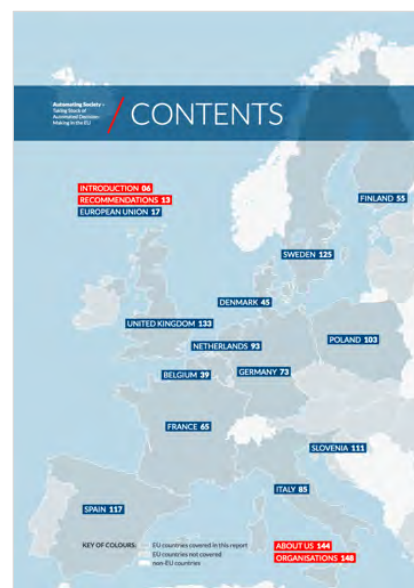 Automating Society –
Taking Stock of
Automated Decision-
Making in the EU
/ CONTENTS
INTRODUCTION 06
RECOMMENDATIONS 13
EUROPEAN UNION 17
FINLAND 55
SWEDEN 125
DENMARK 45
UNITED KINGDOM 133
NETHERLANDS 93
POLAND 103
BELGIUM 39
GERMANY 73
FRANCE 65
SLOVENIA 111
ITALY 85
SPAIN 117
KEY OF COLOURS:
EU countries covered in this report
EU countries not covered
non-EU countries
ABOUT US 144
ORGANISATIONS 148